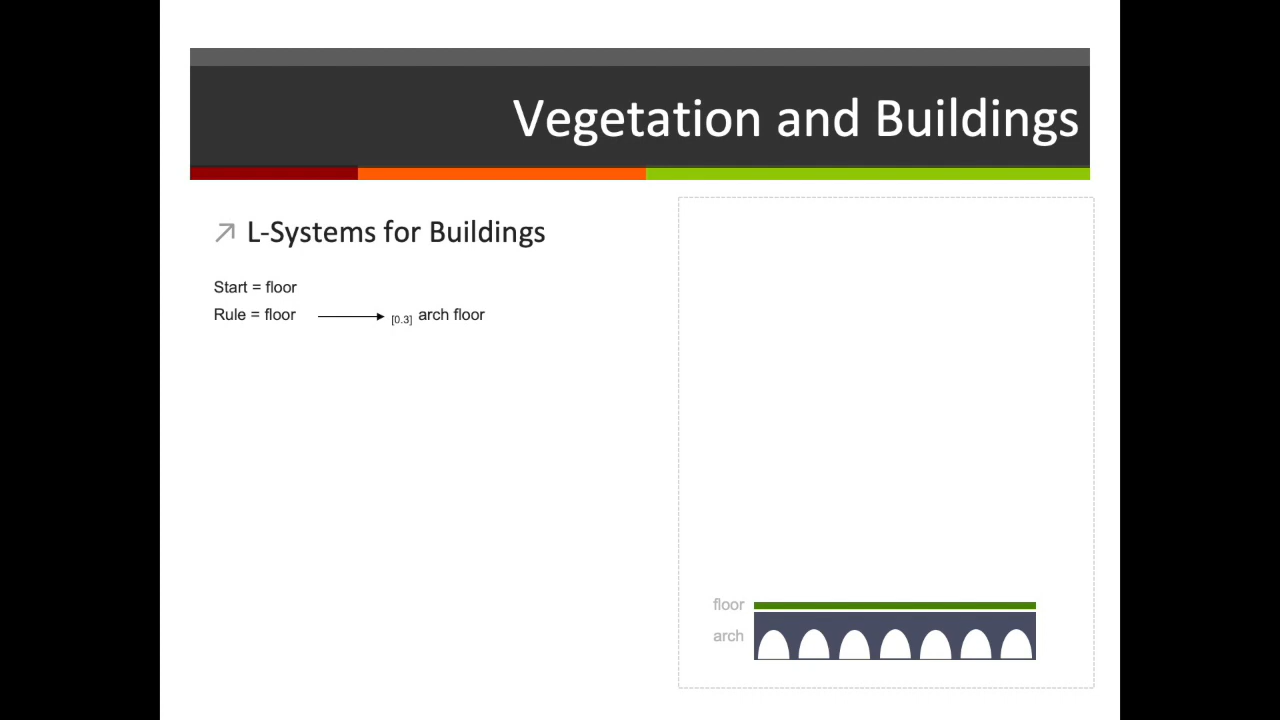 Vegetation and Buildings
L-Systems for Buildings
Start = floor
Rule = floor [0.3] arch floor
floor
arch